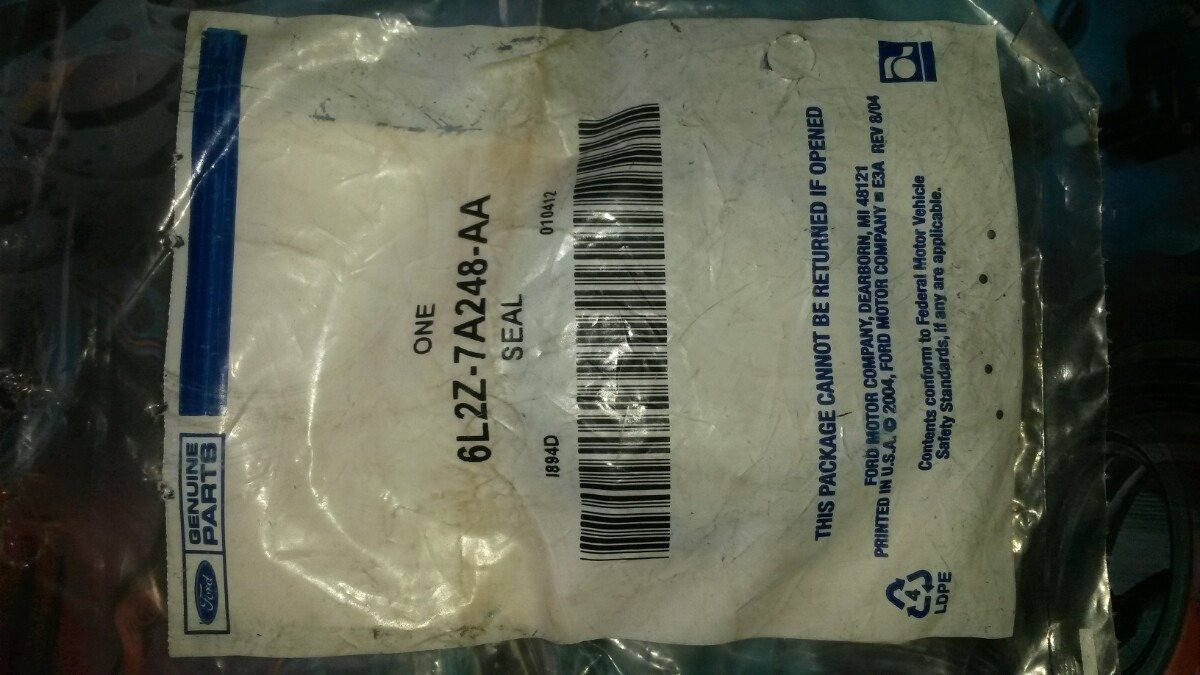 Ford
GENUINE
PARTS
ONE
6L2Z-7A248-AA
SEAL
I894D 010412
THIS PACKAGE CANNOT BE RETURNED IF OPENED
FORD MOTOR COMPANY, DEARBORN, MI 48121
PRINTED IN U.S.A. © 2004, FORD MOTOR COMPANY ■ E3A REV 8/04
Contents conform to Federal Motor Vehicle
Safety Standards, if any are applicable.
4
LDPE